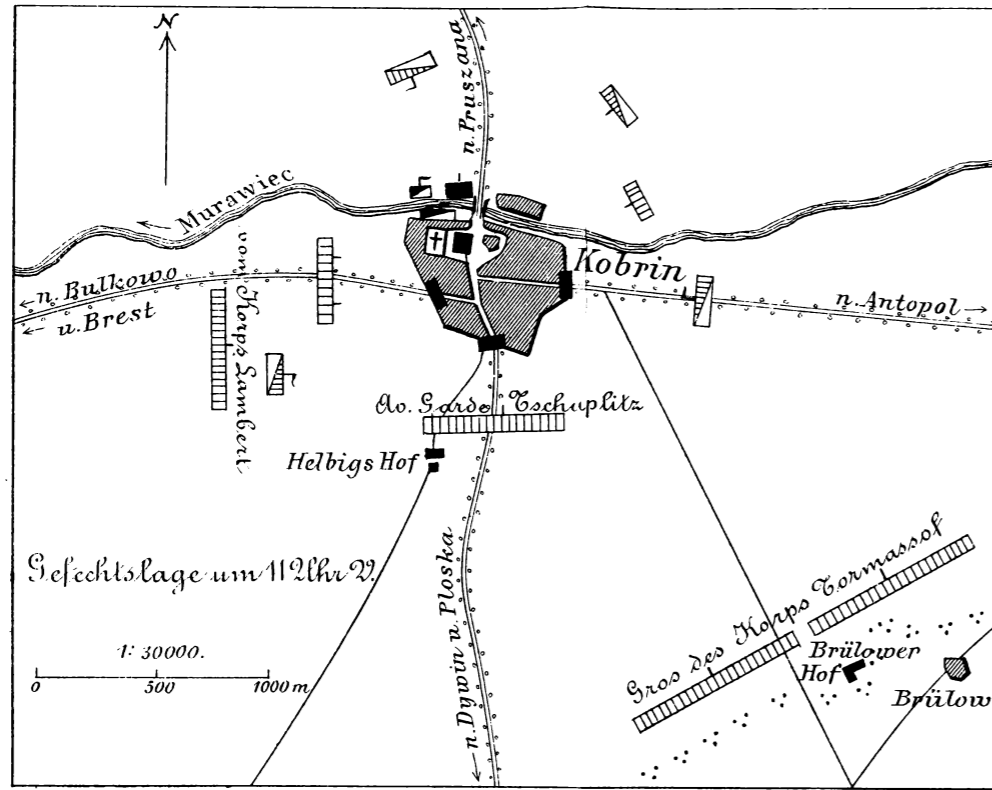 N
n. Pruszana
Murawiec
Kobrin
n. Bulkowo
u. Brest
n. Antopol
vom Korps Lambert
Av. Garde Tschuplitz
Helbigs Hof
n. Dywin u. Ploska
Gefechtslage um 11 Uhr V.
1: 30000.
0 500 1000 m
Gros des Korps Tormassof
Brülower
Hof
Brülow